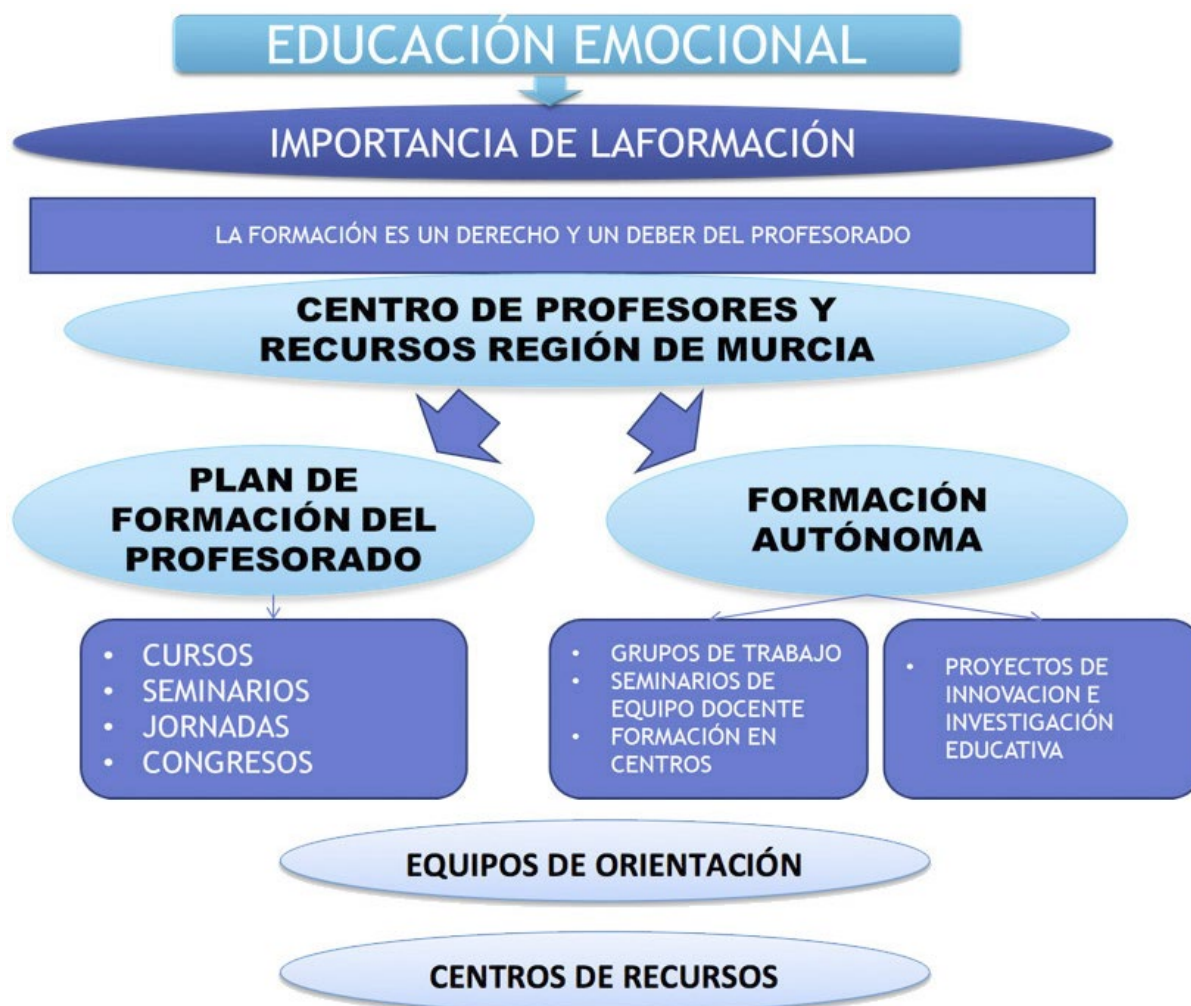 EDUCACIÓN EMOCIONAL
IMPORTANCIA DE LAFORMACIÓN
LA FORMACIÓN ES UN DERECHO Y UN DEBER DEL PROFESORADO
CENTRO DE PROFESORES Y
RECURSOS REGIÓN DE MURCIA
PLAN DE
FORMACIÓN DEL
PROFESORADO
FORMACIÓN
AUTÓNOMA
• CURSOS
• SEMINARIOS
• JORNADAS
• CONGRESOS
• GRUPOS DE TRABAJO
• SEMINARIOS DE
EQUIPO DOCENTE
• FORMACIÓN EN
CENTROS
• PROYECTOS DE
INNOVACION E
INVESTIGACIÓN
EDUCATIVA
EQUIPOS DE ORIENTACIÓN
CENTROS DE RECURSOS